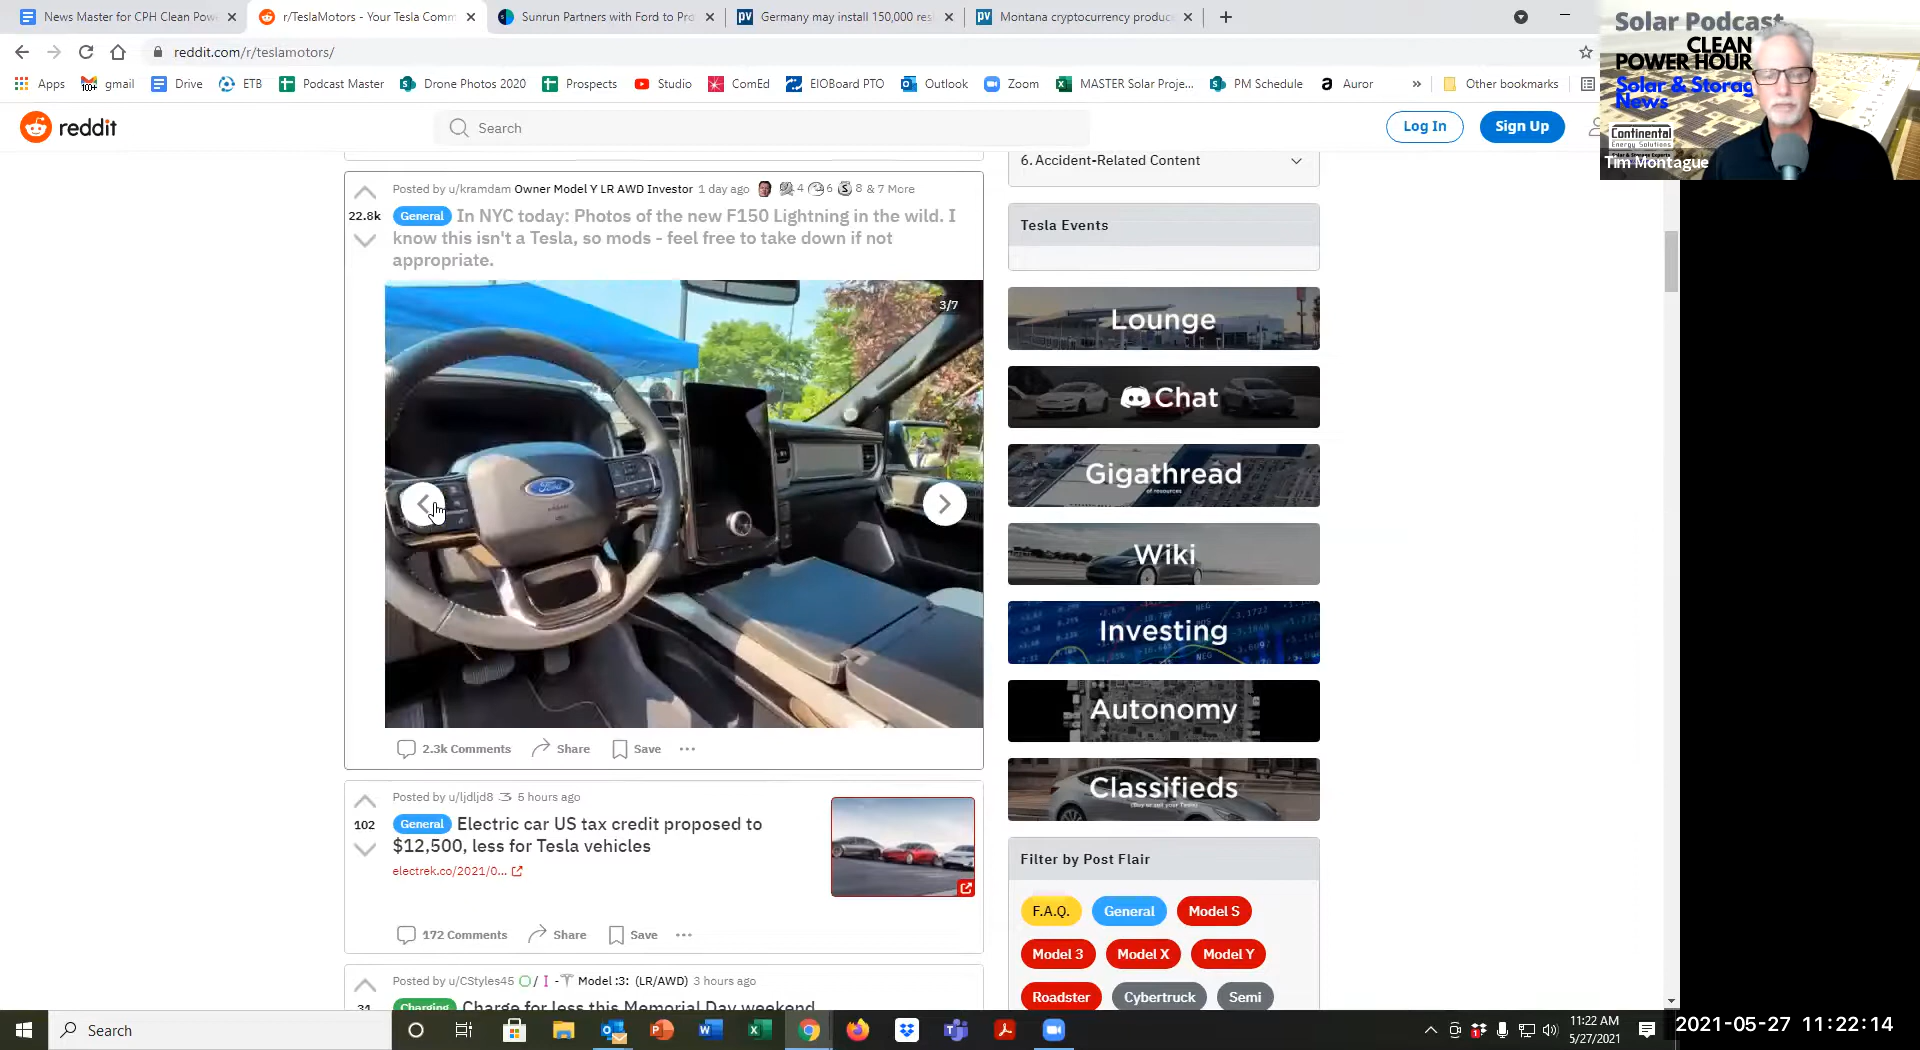 News Master for CPH Clean Pow
r/TeslaMotors - Your Tesla Comm
Sunrun Partners with Ford to Pro
Germany may install 150,000 res
Montana cryptocurrency produc
reddit.com/r/teslamotors/
Apps
gmail
Drive
ETB
Podcast Master
Drone Photos 2020
Prospects
Studio
ComEd
EIOBoard PTO
Outlook
Zoom
MASTER Solar Proje...
PM Schedule
Auror
»
Other bookmarks
reddit
Search
Log In
Sign Up
Solar Podcast
CLEAN
POWER HOUR
Solar & Storag
News
Continental
Tim Montague
Posted by u/kramdam Owner Model Y LR AWD Investor 1 day ago 4 6 8 & 7 More
22.8k
General In NYC today: Photos of the new F150 Lightning in the wild. I
know this isn't a Tesla, so mods - feel free to take down if not
appropriate.
3/7
Ford
2.3k Comments Share Save ...
Posted by u/ljdljd8 5 hours ago
102
General Electric car US tax credit proposed to
$12,500, less for Tesla vehicles
electrek.co/2021/0...
172 Comments Share Save ...
Posted by u/CStyles45 / - Model :3: (LR/AWD) 3 hours ago
31
Charging Charge for less this Memorial Day weekend
6. Accident-Related Content
Tesla Events
Lounge
Chat
Gigathread
of resources
Wiki
Investing
Autonomy
Classifieds
(Buy or sell your Tesla)
Filter by Post Flair
F.A.Q. General Model S
Model 3 Model X Model Y
Roadster Cybertruck Semi
Search
11:22 AM
5/27/2021
2021-05-27 11:22:14